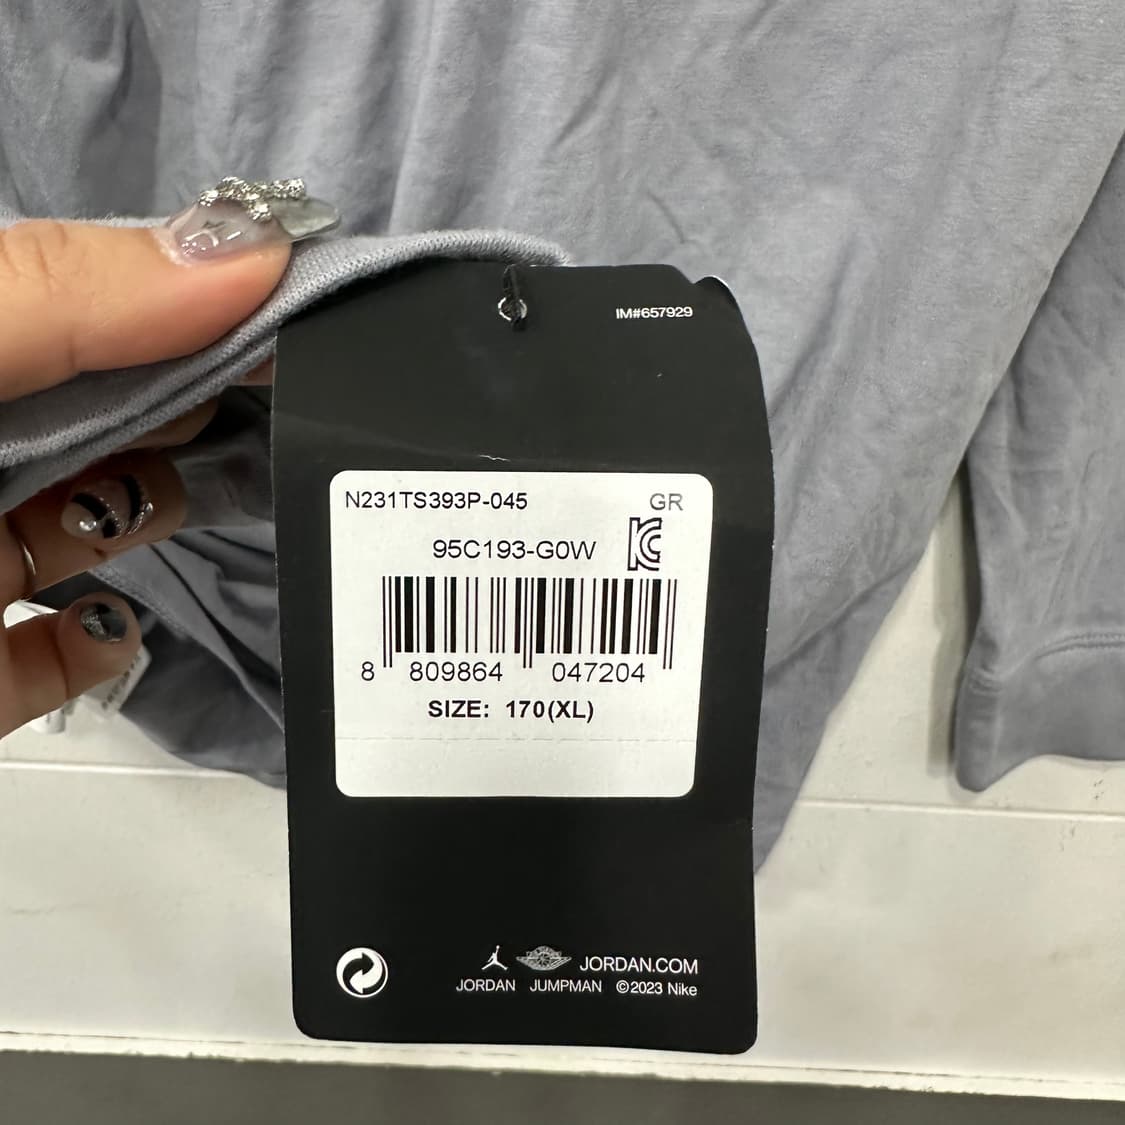 IM#657929
N231TS393P-045 GR
95C193-G0W
8 809864 047204
SIZE: 170(XL)
JORDAN.COM
JORDAN JUMPMAN ©2023 Nike